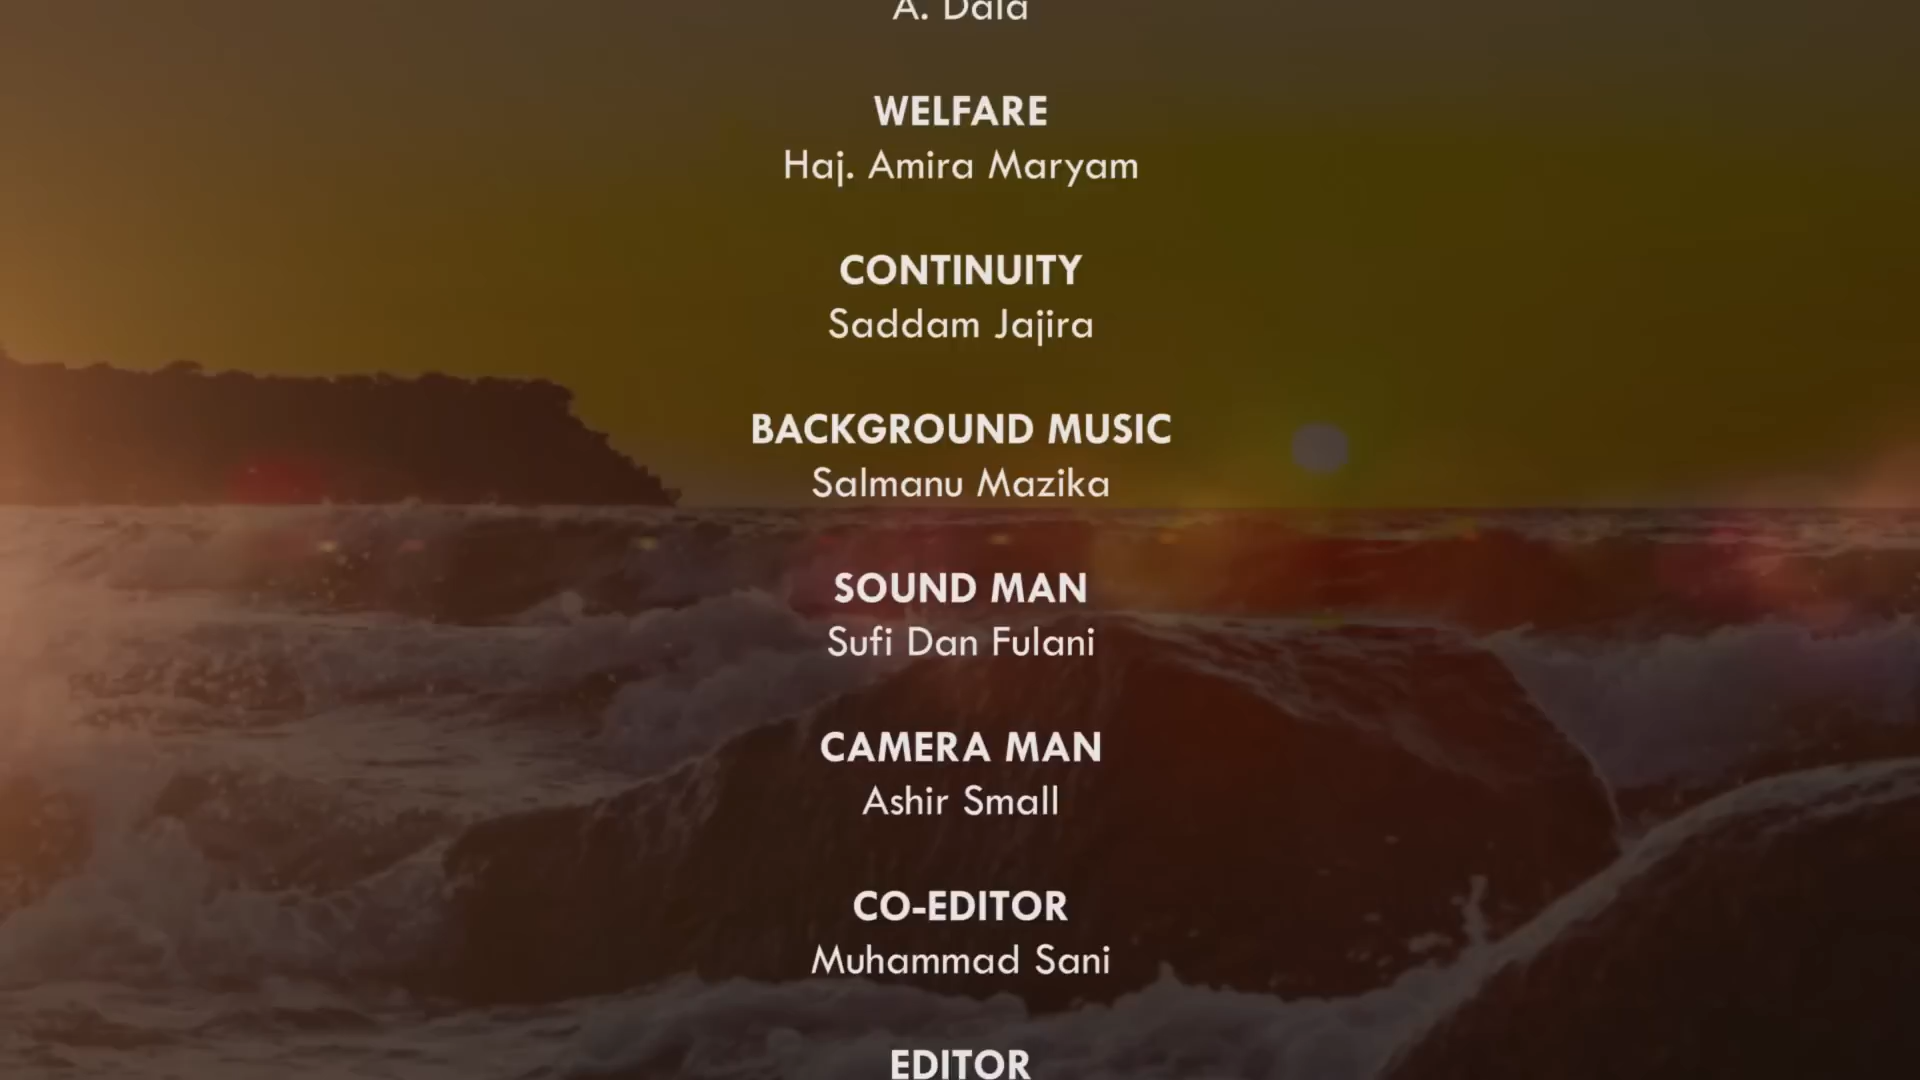 A. Dala
WELFARE
Haj. Amira Maryam
CONTINUITY
Saddam Jajira
BACKGROUND MUSIC
Salmanu Mazika
SOUND MAN
Sufi Dan Fulani
CAMERA MAN
Ashir Small
CO-EDITOR
Muhammad Sani
EDITOR